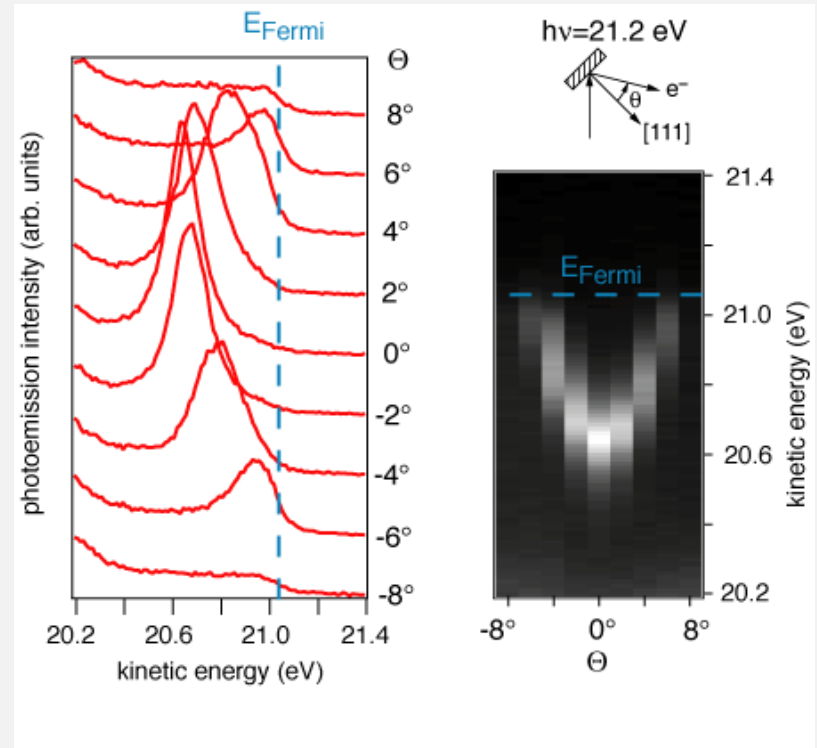 E Fermi
Θ
8°
6°
4°
2°
0°
-2°
-4°
-6°
-8°
photoemission intensity (arb. units)
20.2 20.6 21.0 21.4
kinetic energy (eV)
hν=21.2 eV
e⁻
θ
[111]
E Fermi
21.4
21.0
20.6
20.2
kinetic energy (eV)
-8° 0° 8°
Θ